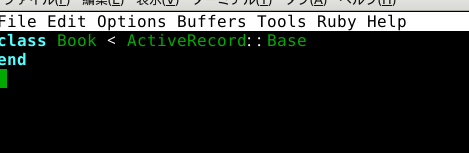 File Edit Options Buffers Tools Ruby Help
class Book < ActiveRecord::Base
end